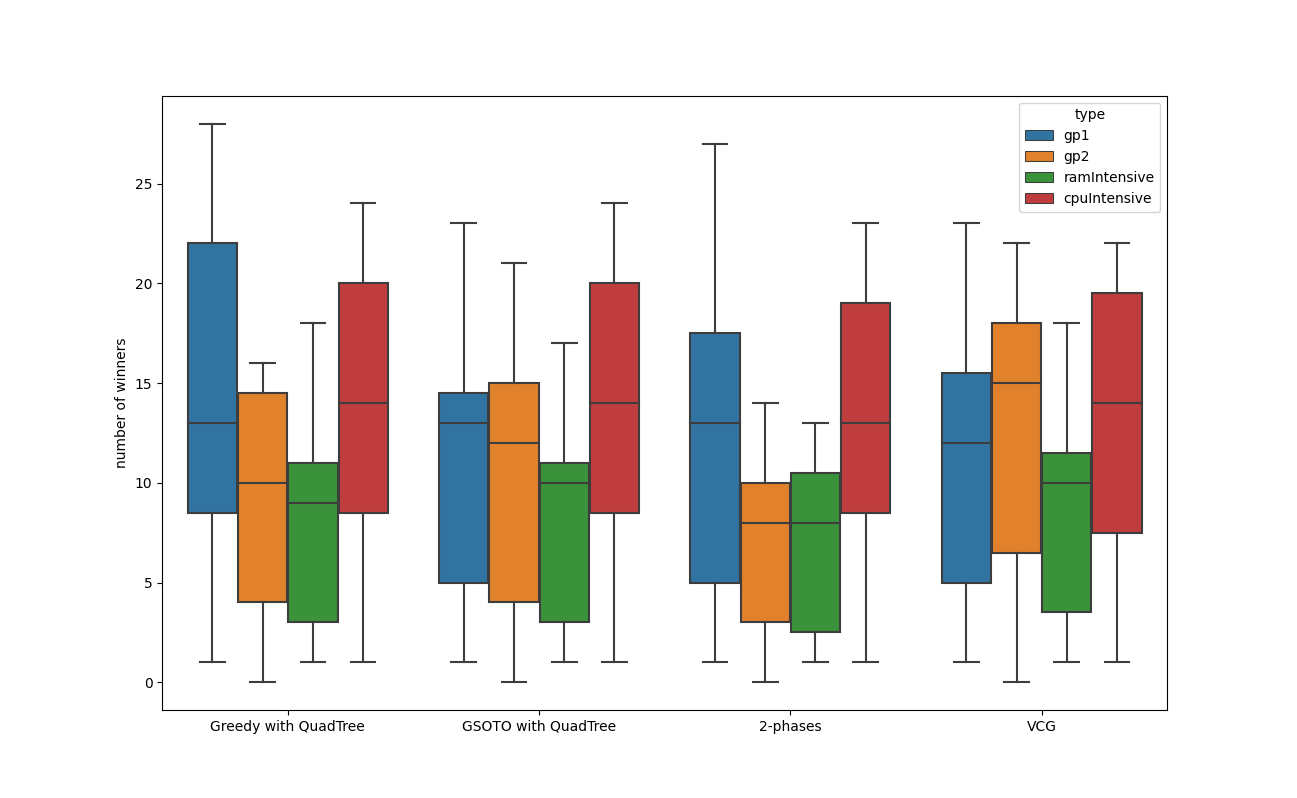 type
gp1
gp2
ramIntensive
cpuIntensive
number of winners
25
20
15
10
5
0
Greedy with QuadTree
GSOTO with QuadTree
2-phases
VCG